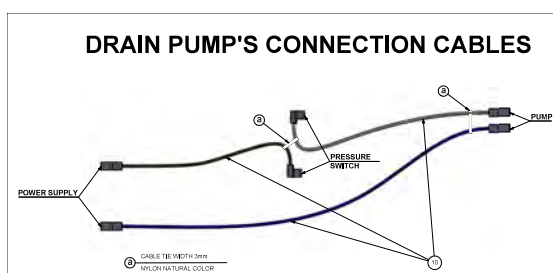 DRAIN PUMP'S CONNECTION CABLES
a
a
PUMP
PRESSURE
SWITCH
POWER SUPPLY
10
a CABLE TIE WIDTH 3mm
NYLON NATURAL COLOR